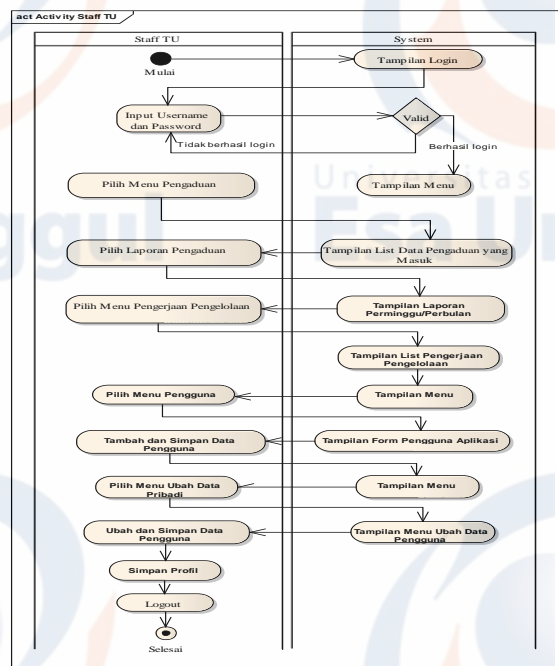 act Activity Staff TU
Staff TU
System
Mulai
Tampilan Login
Input Username
dan Password
Valid
Tidak berhasil login
Berhasil login
Universitas
Esa Un
ggul
Pilih Menu Pengaduan
Tampilan Menu
Pilih Laporan Pengaduan
Tampilan List Data Pengaduan yang
Masuk
Pilih Menu Pengerjaan Pengelolaan
Tampilan Laporan
Perminggu/Perbulan
Tampilan List Pengerjaan
Pengelolaan
Pilih Menu Pengguna
Tampilan Menu
Tambah dan Simpan Data
Pengguna
Tampilan Form Pengguna Aplikasi
Pilih Menu Ubah Data
Pribadi
Tampilan Menu
Ubah dan Simpan Data
Pengguna
Tampilan Menu Ubah Data
Pengguna
Simpan Profil
Logout
Selesai